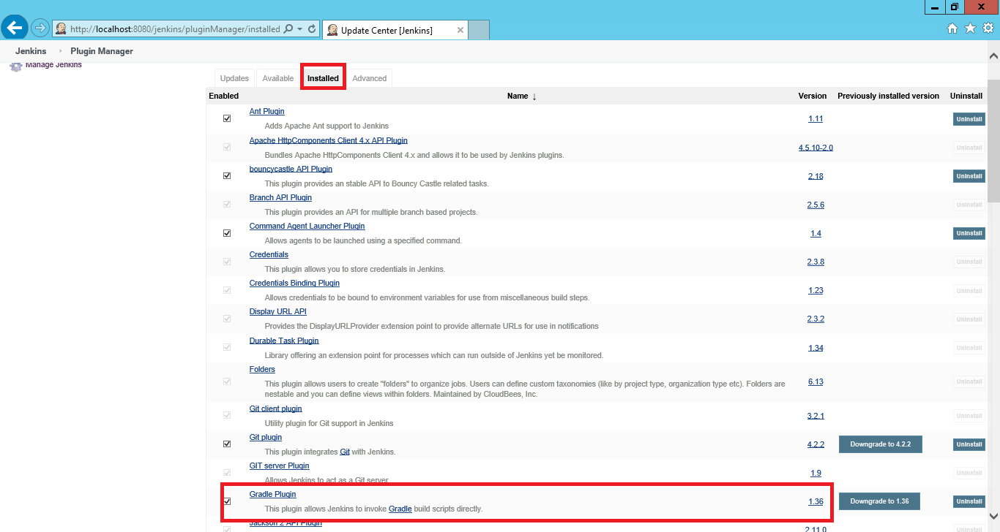 http://localhost:8080/jenkins/pluginManager/installed
Update Center [Jenkins]
Jenkins
Plugin Manager
Manage Jenkins
Updates
Available
Installed
Advanced
Enabled
Name ↓
Version
Previously installed version
Uninstall
Ant Plugin
Adds Apache Ant support to Jenkins
1.11
Uninstall
Apache HttpComponents Client 4.x API Plugin
Bundles Apache HttpComponents Client 4.x and allows it to be used by Jenkins plugins.
4.5.10-2.0
Uninstall
bouncycastle API Plugin
This plugin provides an stable API to Bouncy Castle related tasks.
2.18
Uninstall
Branch API Plugin
This plugin provides an API for multiple branch based projects.
2.5.6
Uninstall
Command Agent Launcher Plugin
Allows agents to be launched using a specified command.
1.4
Uninstall
Credentials
This plugin allows you to store credentials in Jenkins.
2.3.8
Uninstall
Credentials Binding Plugin
Allows credentials to be bound to environment variables for use from miscellaneous build steps.
1.23
Uninstall
Display URL API
Provides the DisplayURLProvider extension point to provide alternate URLs for use in notifications
2.3.2
Uninstall
Durable Task Plugin
Library offering an extension point for processes which can run outside of Jenkins yet be monitored.
1.34
Uninstall
Folders
This plugin allows users to create "folders" to organize jobs. Users can define custom taxonomies (like by project type, organization type etc). Folders are
nestable and you can define views within folders. Maintained by CloudBees, Inc.
6.13
Uninstall
Git client plugin
Utility plugin for Git support in Jenkins
3.2.1
Uninstall
Git plugin
This plugin integrates Git with Jenkins.
4.2.2
Downgrade to 4.2.2
Uninstall
GIT server Plugin
Allows Jenkins to act as a Git server
1.9
Uninstall
Gradle Plugin
This plugin allows Jenkins to invoke Gradle build scripts directly.
1.36
Downgrade to 1.36
Uninstall
Jackson 2 API Plugin
2.11.0
Uninstall